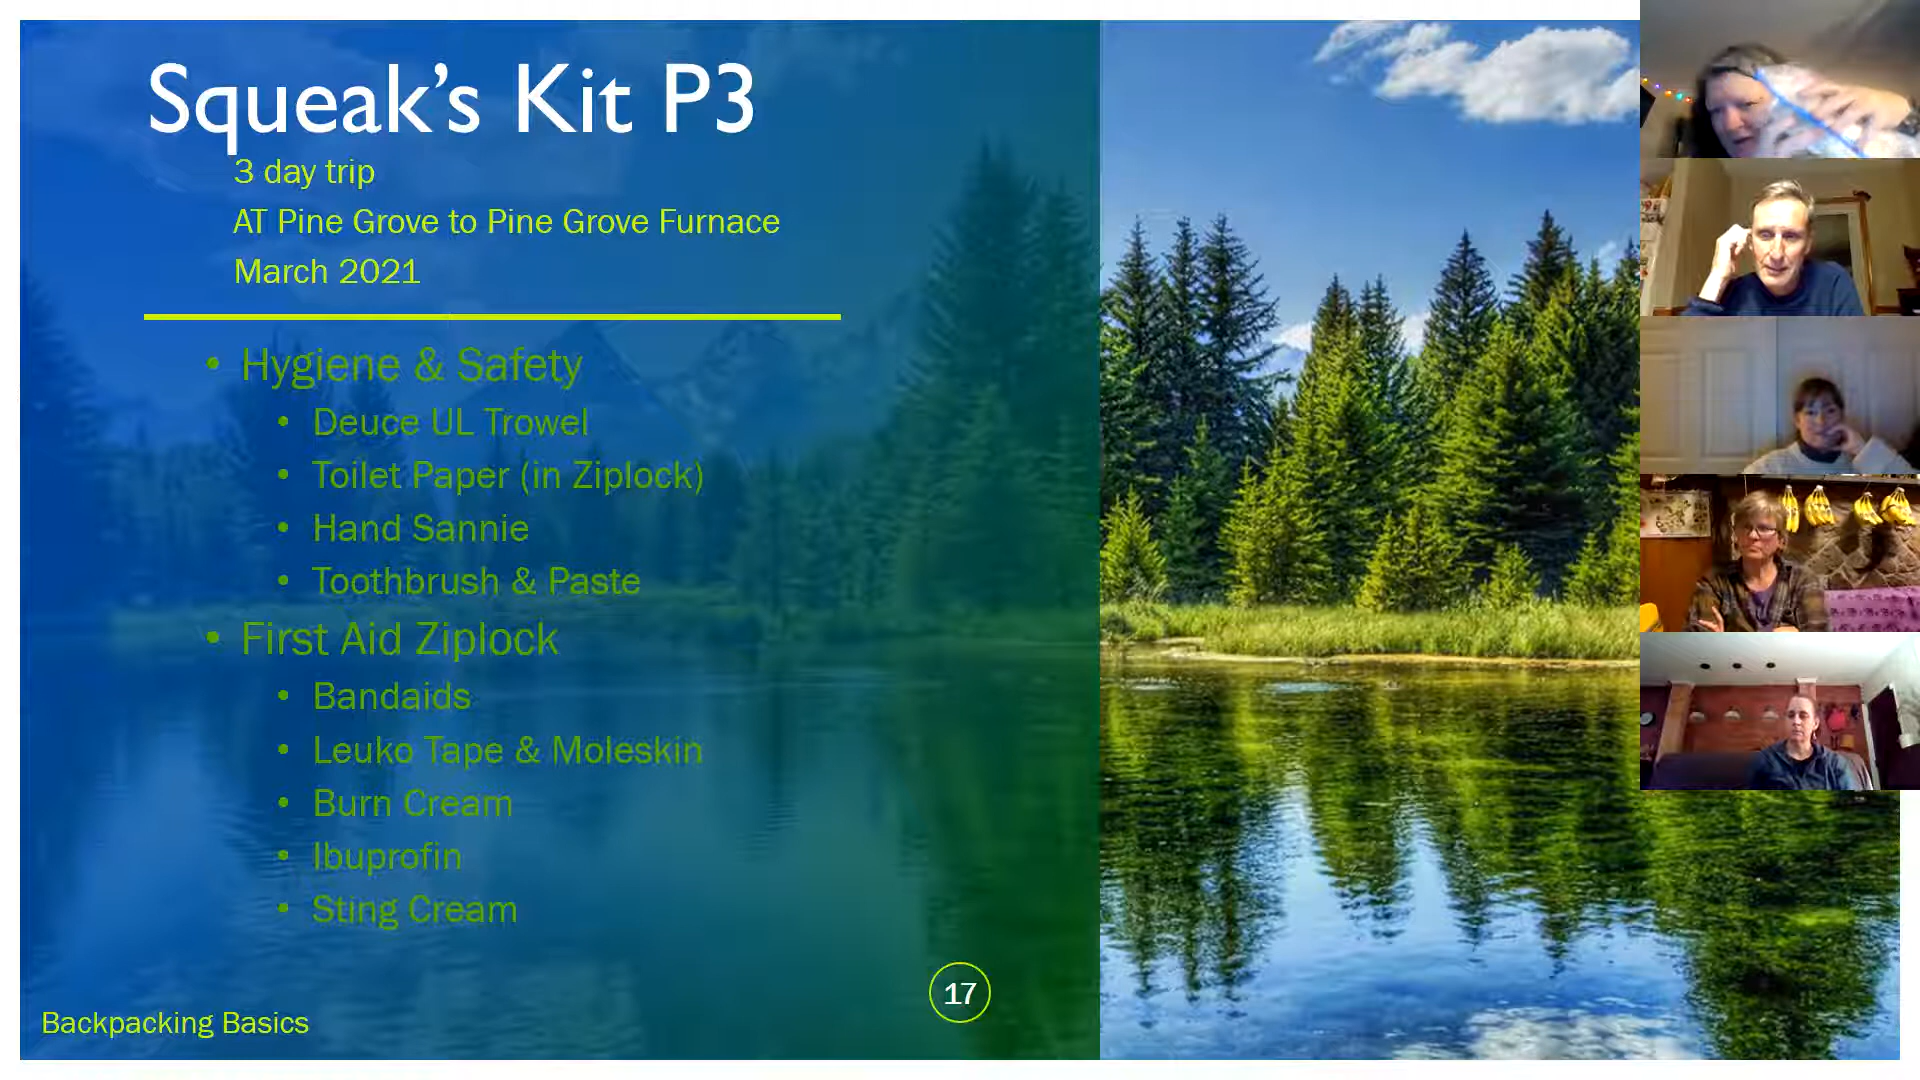 Squeak's Kit P3
3 day trip
AT Pine Grove to Pine Grove Furnace
March 2021
• Hygiene & Safety
• Deuce UL Trowel
• Toilet Paper (in Ziplock)
• Hand Sannie
• Toothbrush & Paste
• First Aid Ziplock
• Bandaids
• Leuko Tape & Moleskin
• Burn Cream
• Ibuprofin
• Sting Cream
17
Backpacking Basics